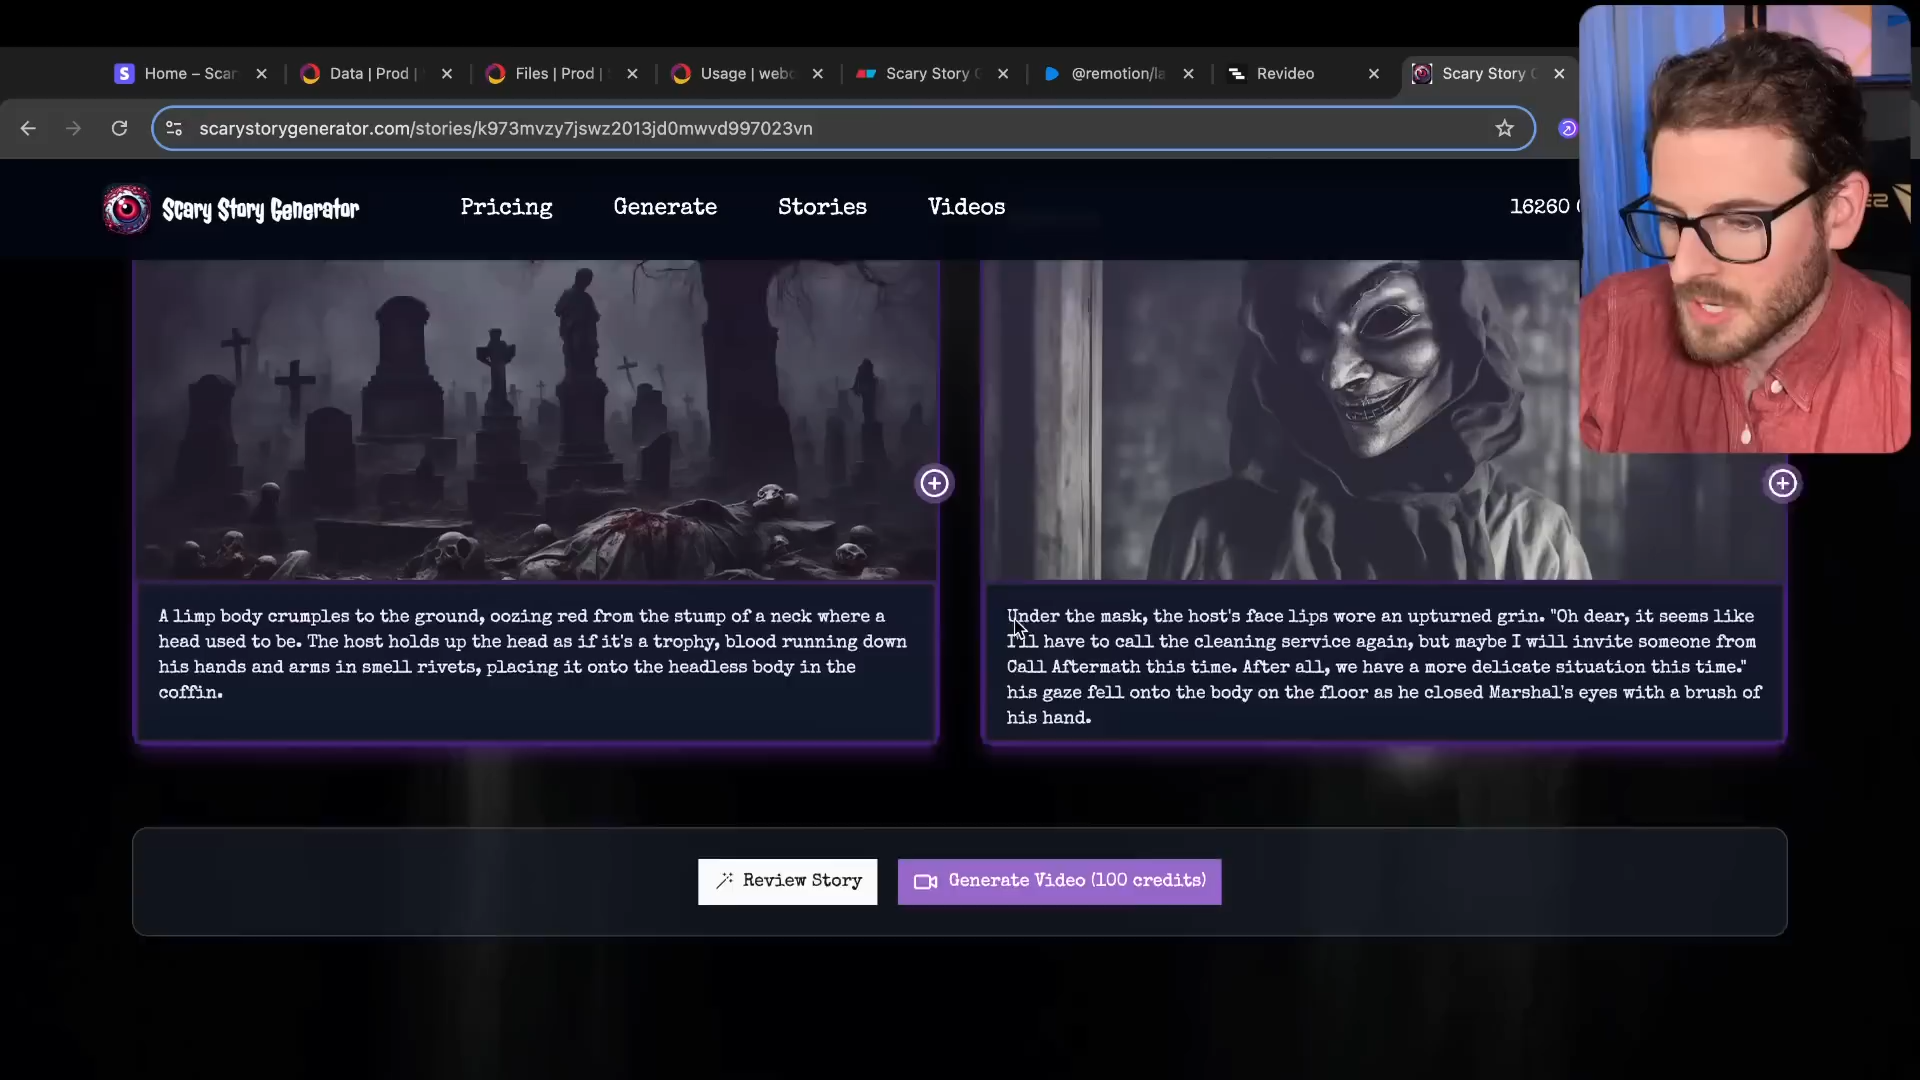 Home – Scar
Data | Prod |
Files | Prod |
Usage | webc
Scary Story G
@remotion/la
Revideo
Scary Story G
scarystorygenerator.com/stories/k973mvzy7jswz2013jd0mwvd997023vn
Scary Story Generator
Pricing
Generate
Stories
Videos
16260
A limp body crumples to the ground, oozing red from the stump of a neck where a
head used to be. The host holds up the head as if it's a trophy, blood running down
his hands and arms in smell rivets, placing it onto the headless body in the
coffin.
Under the mask, the host's face lips wore an upturned grin. "Oh dear, it seems like
I'll have to call the cleaning service again, but maybe I will invite someone from
Call Aftermath this time. After all, we have a more delicate situation this time."
his gaze fell onto the body on the floor as he closed Marshal's eyes with a brush of
his hand.
Review Story
Generate Video (100 credits)